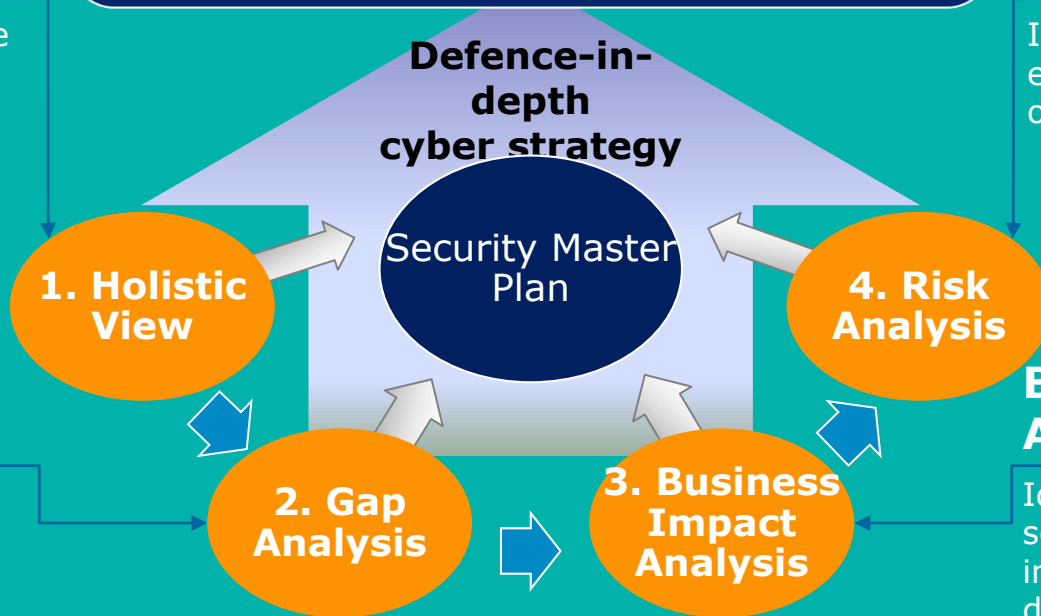 Defence-in-
depth
cyber strategy
Security Master
Plan
1. Holistic
View
4. Risk
Analysis
2. Gap
Analysis
3. Business
Impact
Analysis